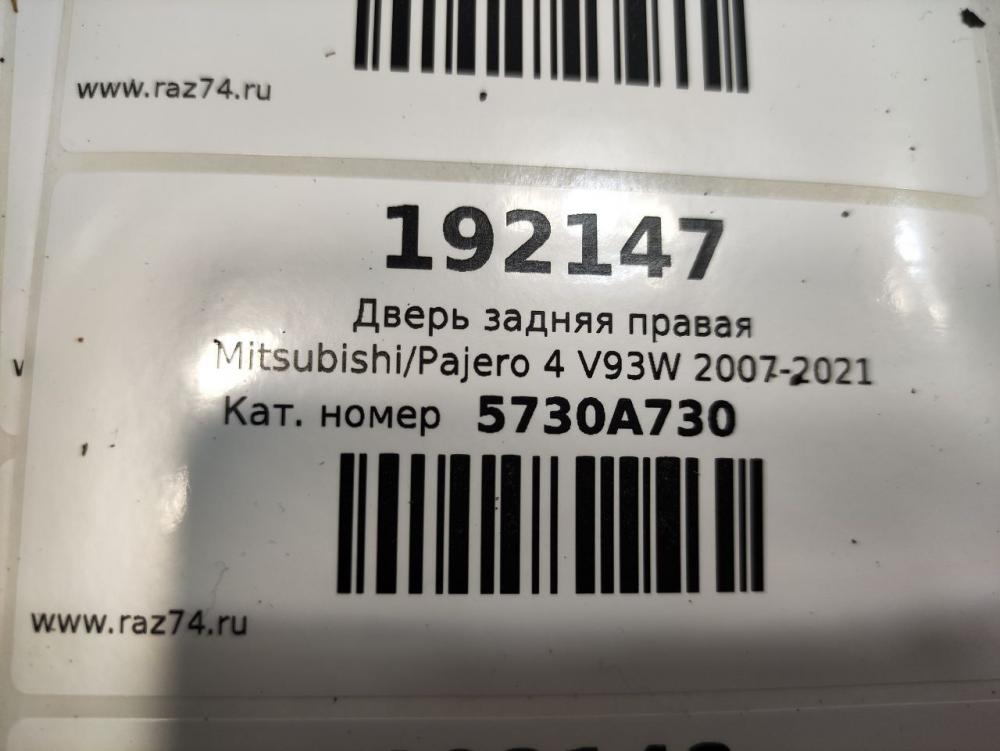 www.raz74.ru
192147
Дверь задняя правая
Mitsubishi/Pajero 4 V93W 2007-2021
Кат. номер 5730A730
www.raz74.ru